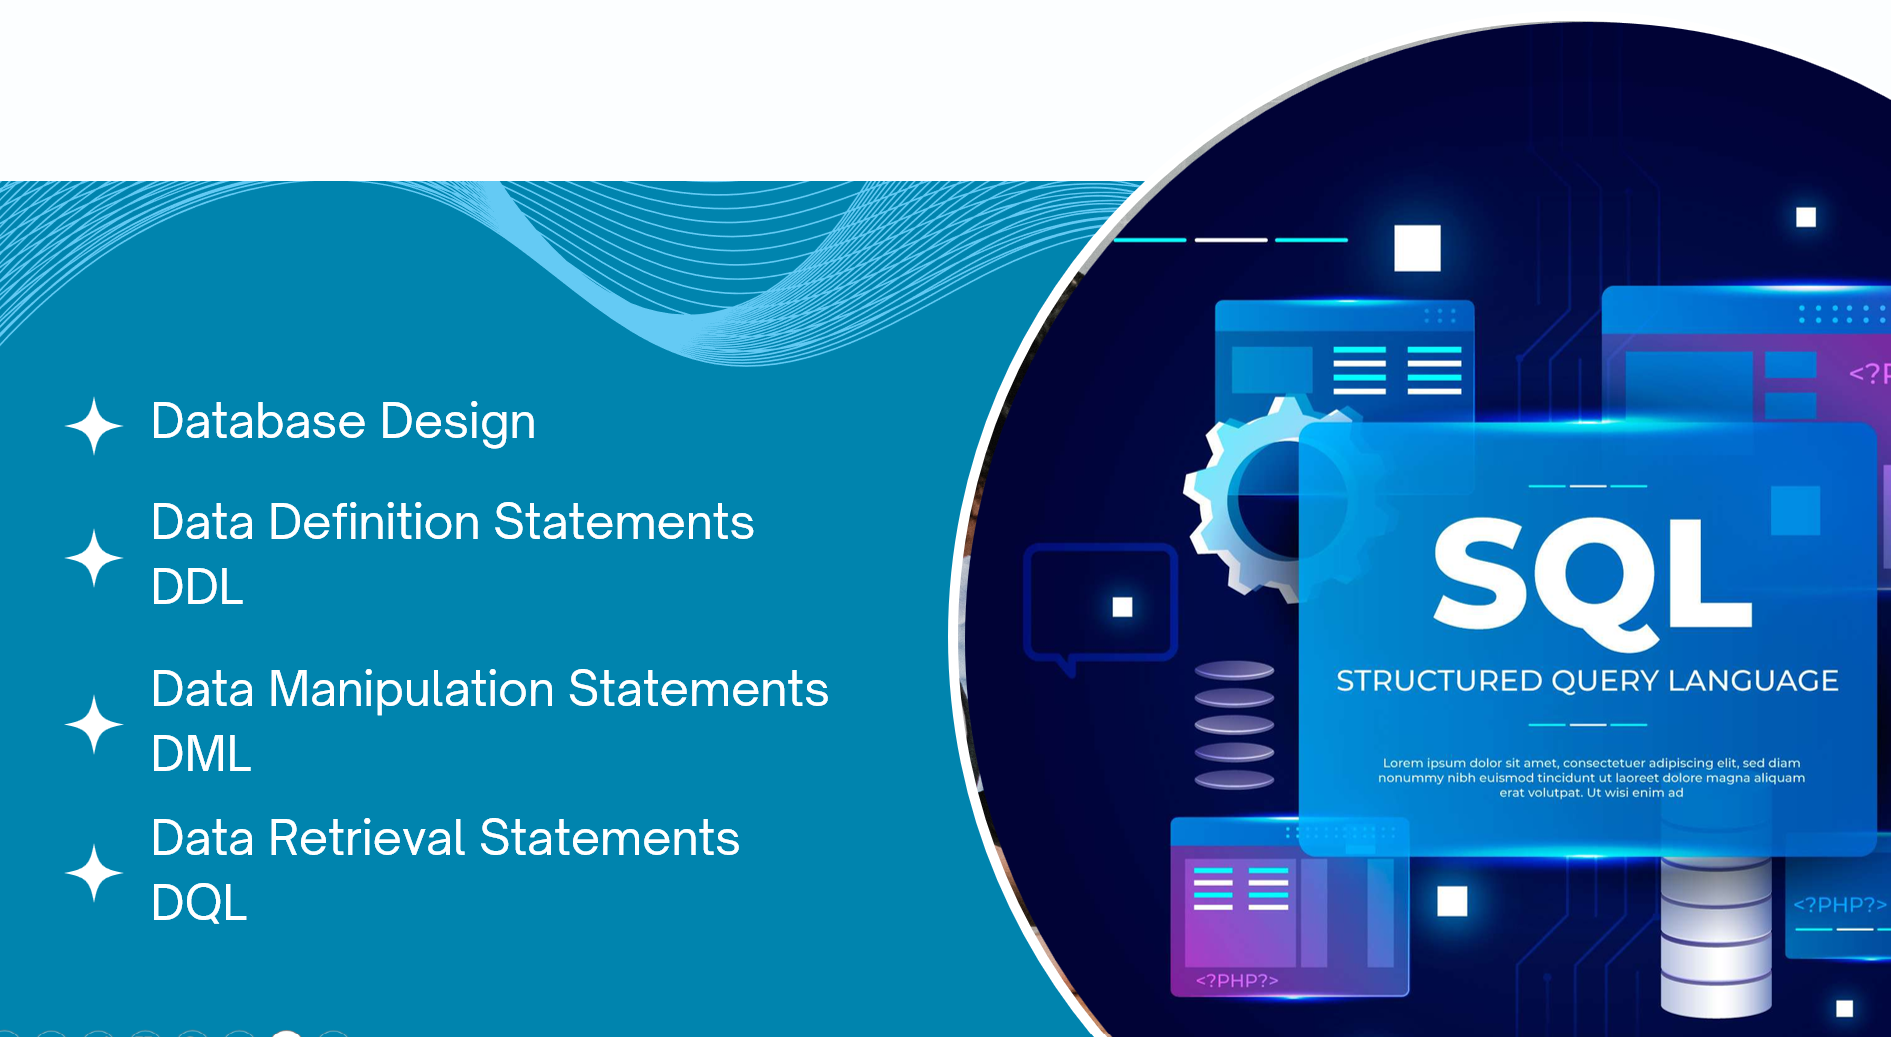 Database Design
Data Definition Statements
DDL
Data Manipulation Statements
DML
Data Retrieval Statements
DQL
SQL
STRUCTURED QUERY LANGUAGE
Lorem ipsum dolor sit amet, consectetuer adipiscing elit, sed diam
nonummy nibh euismod tincidunt ut laoreet dolore magna aliquam
erat volutpat. Ut wisi enim ad
<?P
<?PHP?>
<?PHP?>